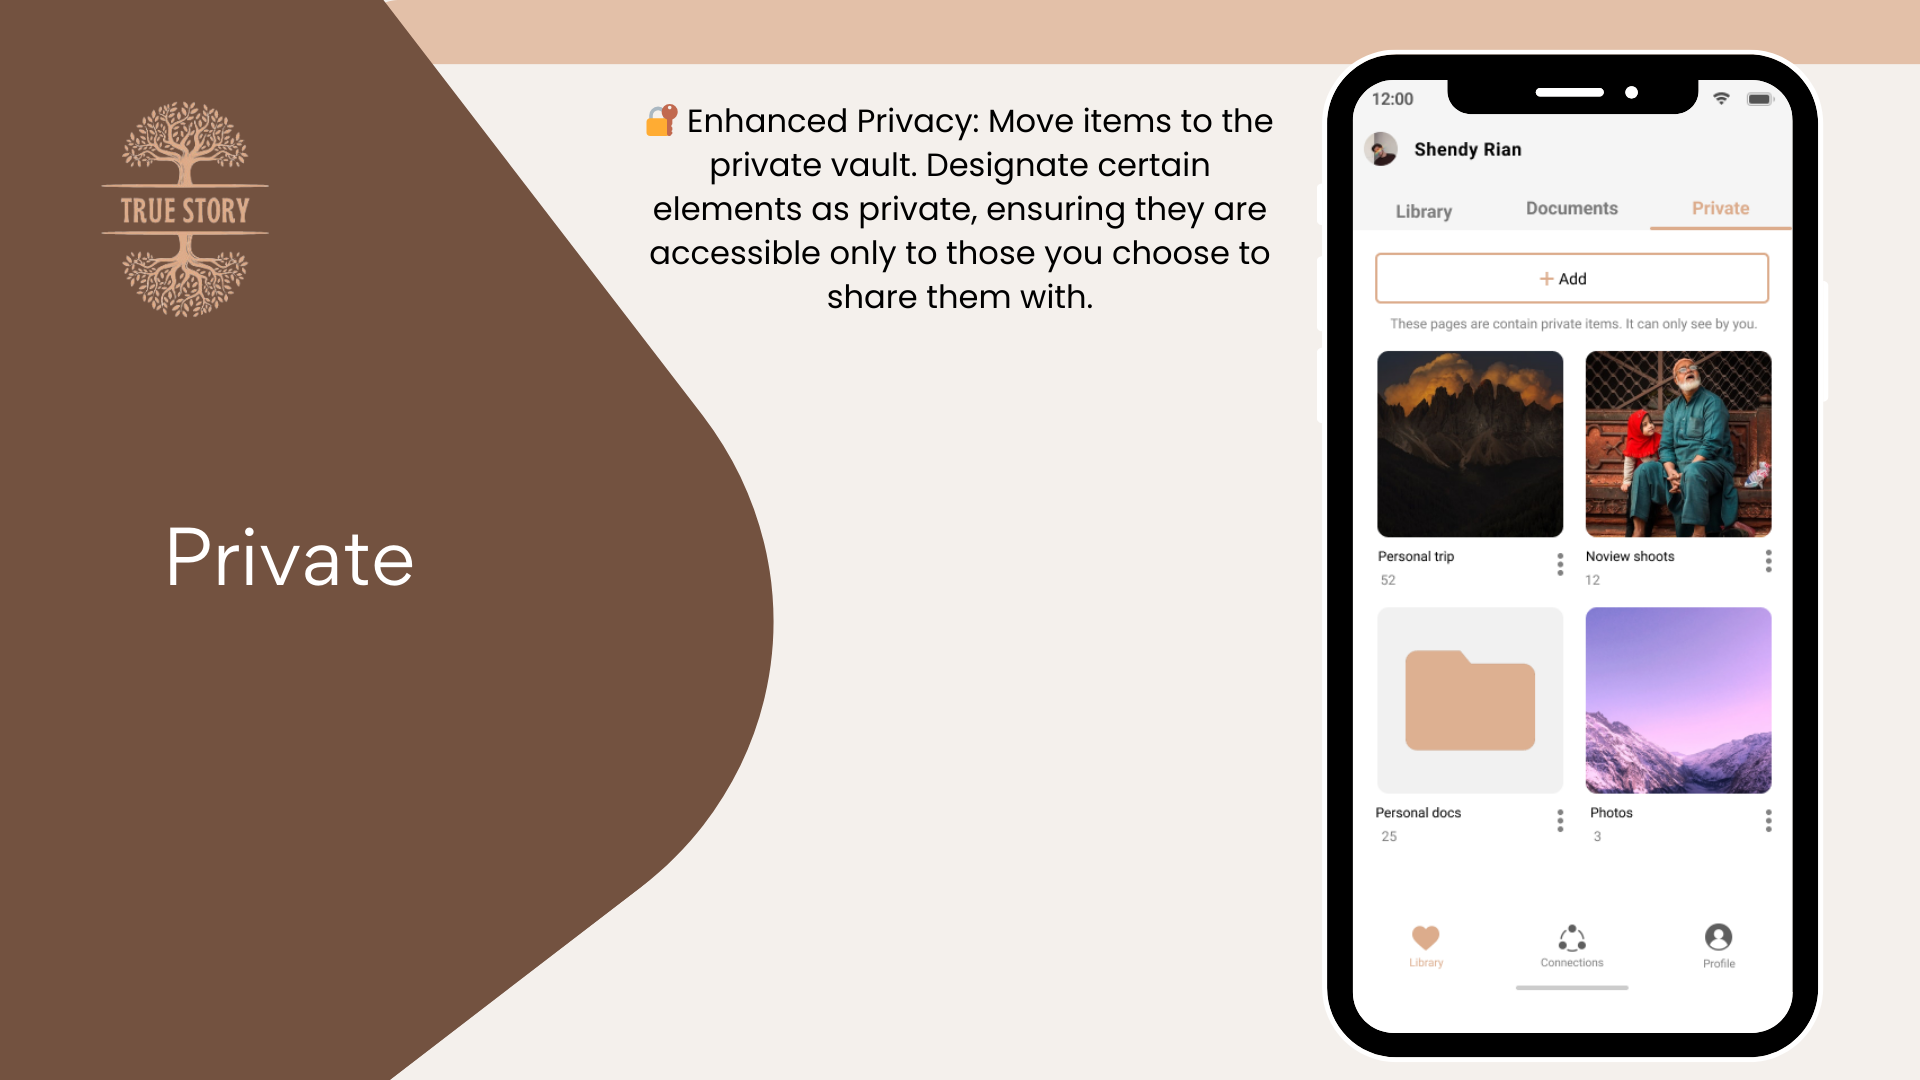 TRUE STORY
Private
🔐 Enhanced Privacy: Move items to the
private vault. Designate certain
elements as private, ensuring they are
accessible only to those you choose to
share them with.
12:00
Shendy Rian
Library Documents Private
+ Add
These pages are contain private items. It can only see by you.
Personal trip Noview shoots
52 12
Personal docs Photos
25 3
Library Connections Profile